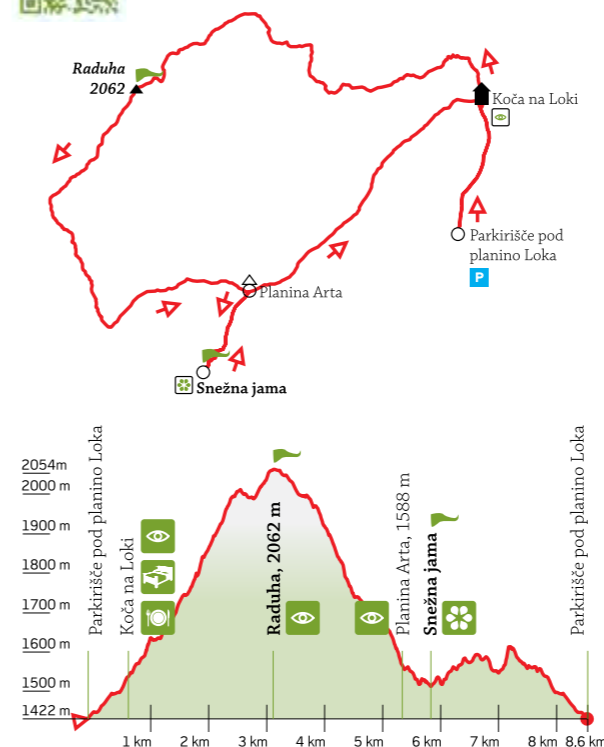 Raduha
2062
Koča na Loki
Parkirišče pod
planino Loka
P
Planina Arta
Snežna jama
2054m
2000 m
1900 m
1800 m
1700 m
1600 m
1500 m
1422 m
Parkirišče pod planino Loka
Koča na Loki
Raduha, 2062 m
Planina Arta, 1588 m
Snežna jama
Parkirišče pod planino Loka
1 km 2 km 3 km 4 km 5 km 6 km 7 km 8 km 8.6 km